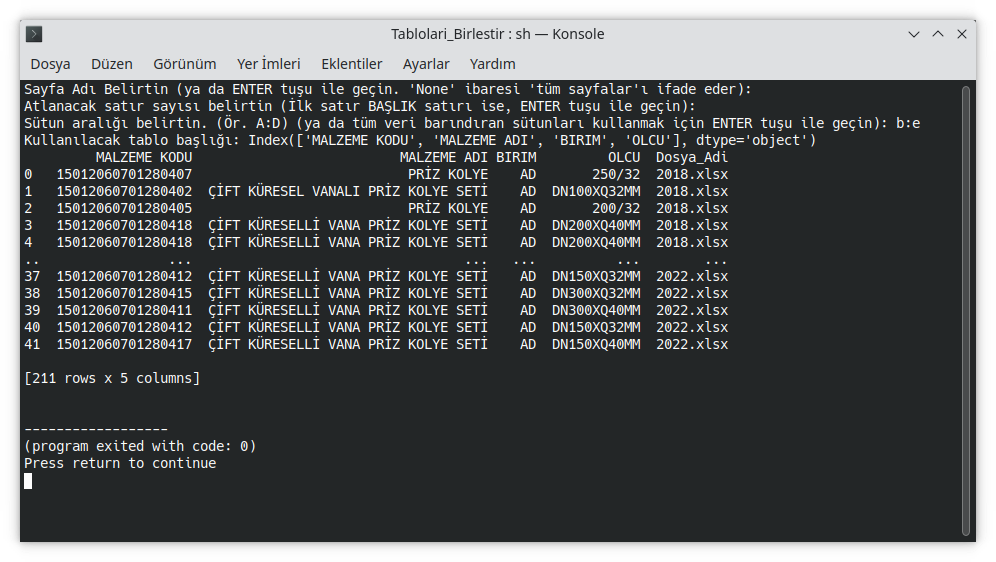 Tablolari_Birlestir : sh — Konsole
Dosya Düzen Görünüm Yer İmleri Eklentiler Ayarlar Yardım
Sayfa Adı Belirtin (ya da ENTER tuşu ile geçin. 'None' ibaresi 'tüm sayfalar'ı ifade eder):
Atlanacak satır sayısı belirtin (İlk satır BAŞLIK satırı ise, ENTER tuşu ile geçin):
Sütun aralığı belirtin. (Ör. A:D) (ya da tüm veri barındıran sütunları kullanmak için ENTER tuşu ile geçin): b:e
Kullanılacak tablo başlığı: Index(['MALZEME KODU', 'MALZEME ADI', 'BIRIM', 'OLCU'], dtype='object')
MALZEME KODU MALZEME ADI BIRIM OLCU Dosya_Adi
0 15012060701280407 PRİZ KOLYE AD 250/32 2018.xlsx
1 15012060701280402 ÇİFT KÜRESEL VANALI PRİZ KOLYE SETİ AD DN100XQ32MM 2018.xlsx
2 15012060701280405 PRİZ KOLYE AD 200/32 2018.xlsx
3 15012060701280418 ÇİFT KÜRESELLİ VANA PRİZ KOLYE SETİ AD DN200XQ40MM 2018.xlsx
4 15012060701280418 ÇİFT KÜRESELLİ VANA PRİZ KOLYE SETİ AD DN200XQ40MM 2018.xlsx
.. ... ... ... ... ...
37 15012060701280412 ÇİFT KÜRESELLİ VANA PRİZ KOLYE SETİ AD DN150XQ32MM 2022.xlsx
38 15012060701280415 ÇİFT KÜRESELLİ VANA PRİZ KOLYE SETİ AD DN300XQ32MM 2022.xlsx
39 15012060701280411 ÇİFT KÜRESELLİ VANA PRİZ KOLYE SETİ AD DN300XQ40MM 2022.xlsx
40 15012060701280412 ÇİFT KÜRESELLİ VANA PRİZ KOLYE SETİ AD DN150XQ32MM 2022.xlsx
41 15012060701280417 ÇİFT KÜRESELLİ VANA PRİZ KOLYE SETİ AD DN150XQ40MM 2022.xlsx
[211 rows x 5 columns]
------------------
(program exited with code: 0)
Press return to continue